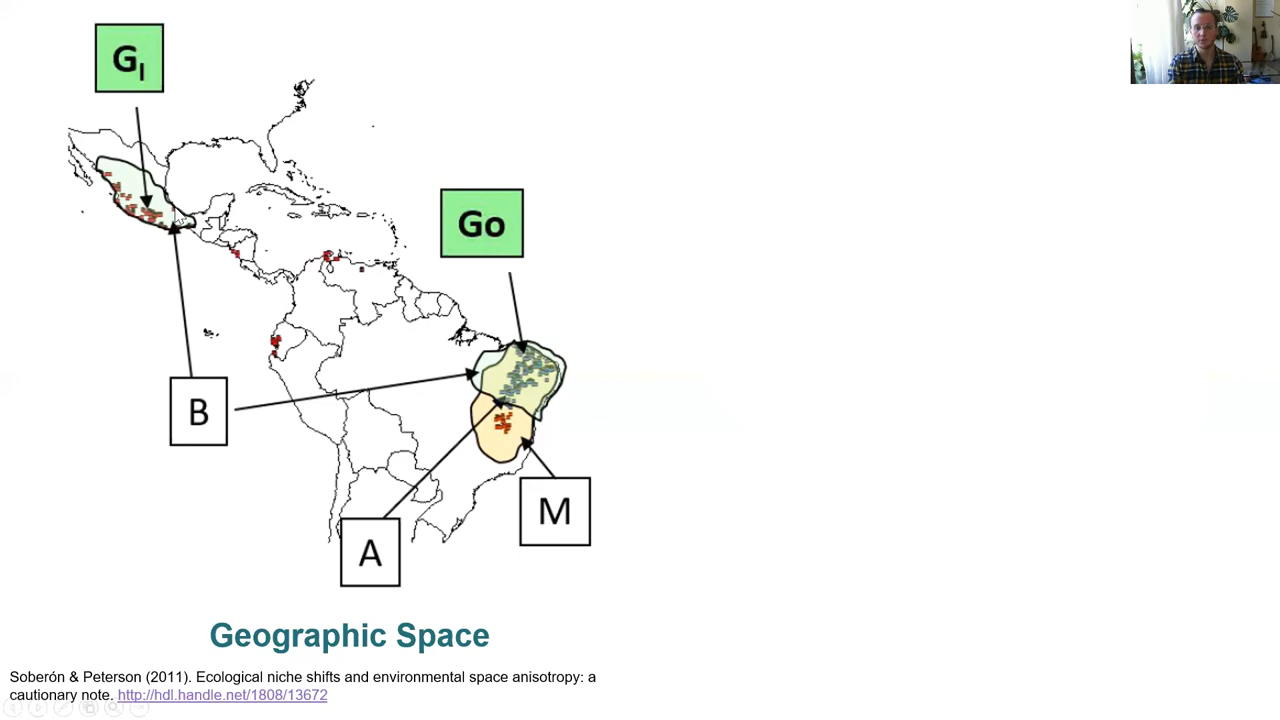 G_I
Go
B
M
A
Geographic Space
Soberón & Peterson (2011). Ecological niche shifts and environmental space anisotropy: a
cautionary note. http://hdl.handle.net/1808/13672